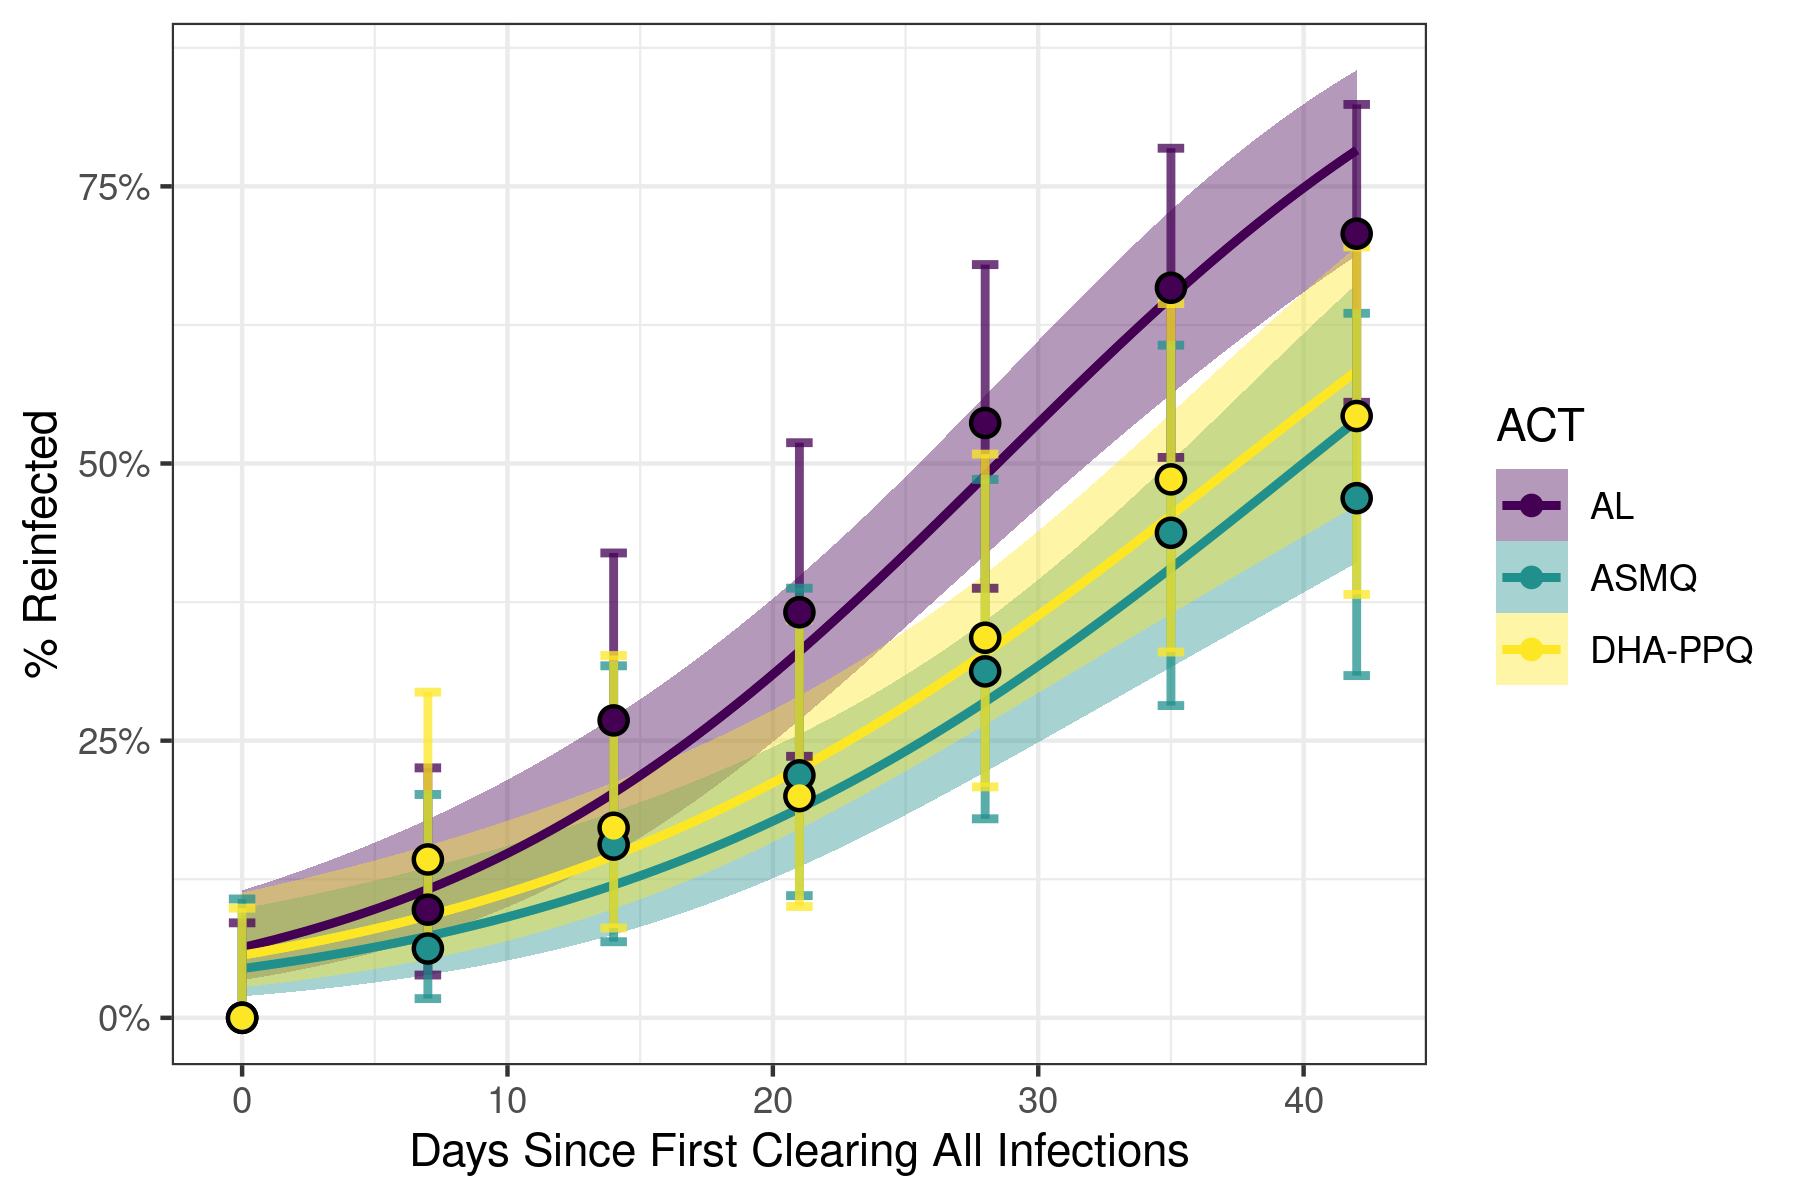 75%
50%
25%
0%
% Reinfected
0 10 20 30 40
Days Since First Clearing All Infections
ACT
AL
ASMQ
DHA-PPQ